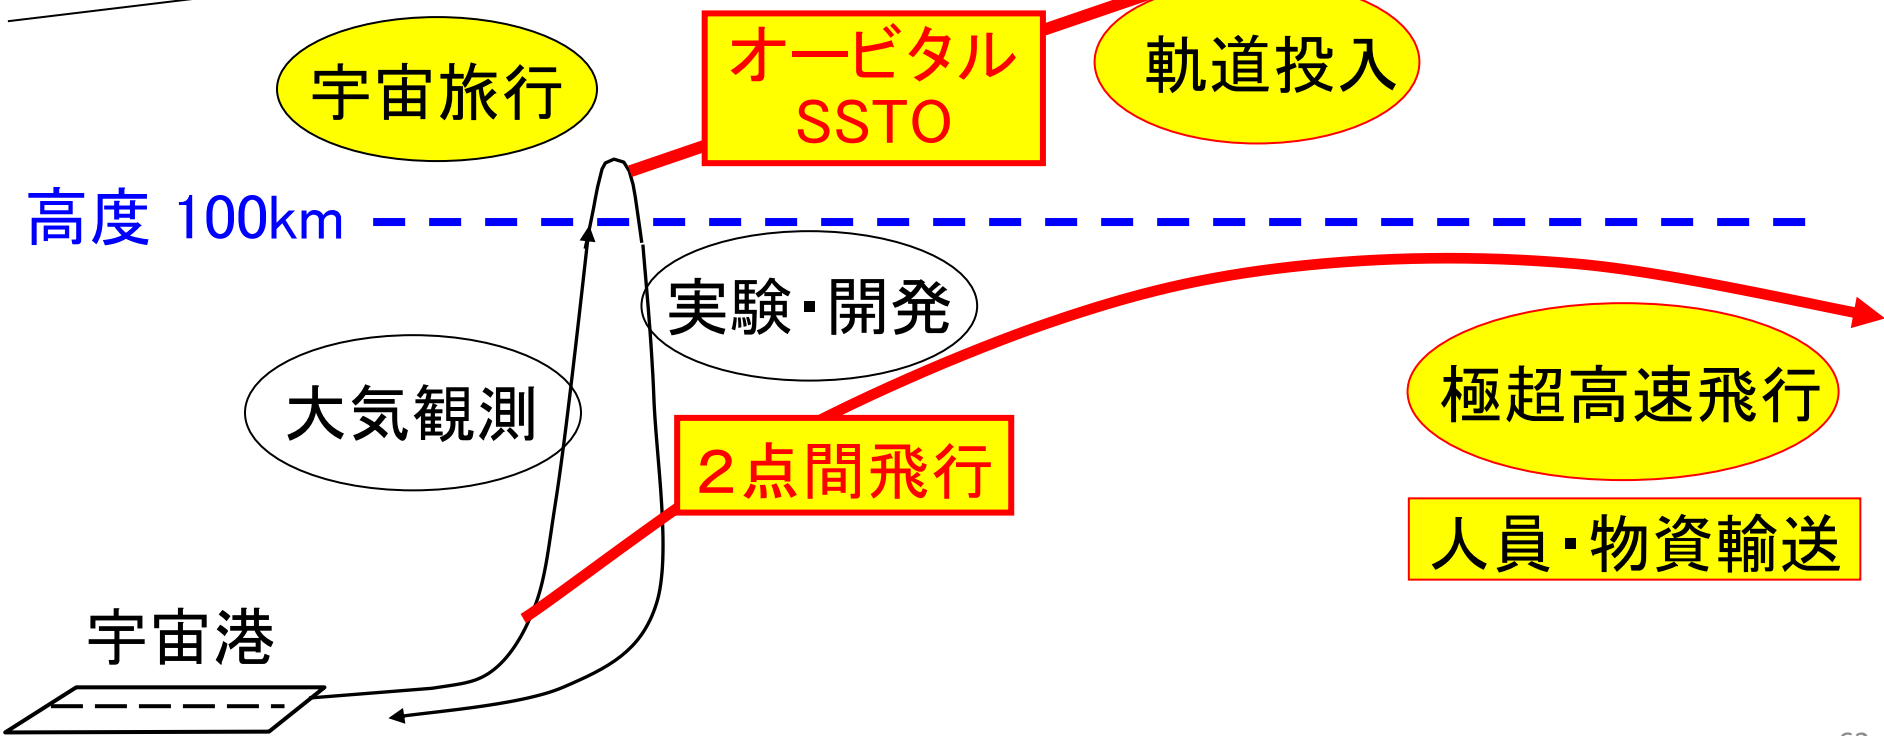 宇宙旅行
オービタル
SSTO
軌道投入
高度 100km
実験・開発
大気観測
極超高速飛行
２点間飛行
人員・物資輸送
宇宙港